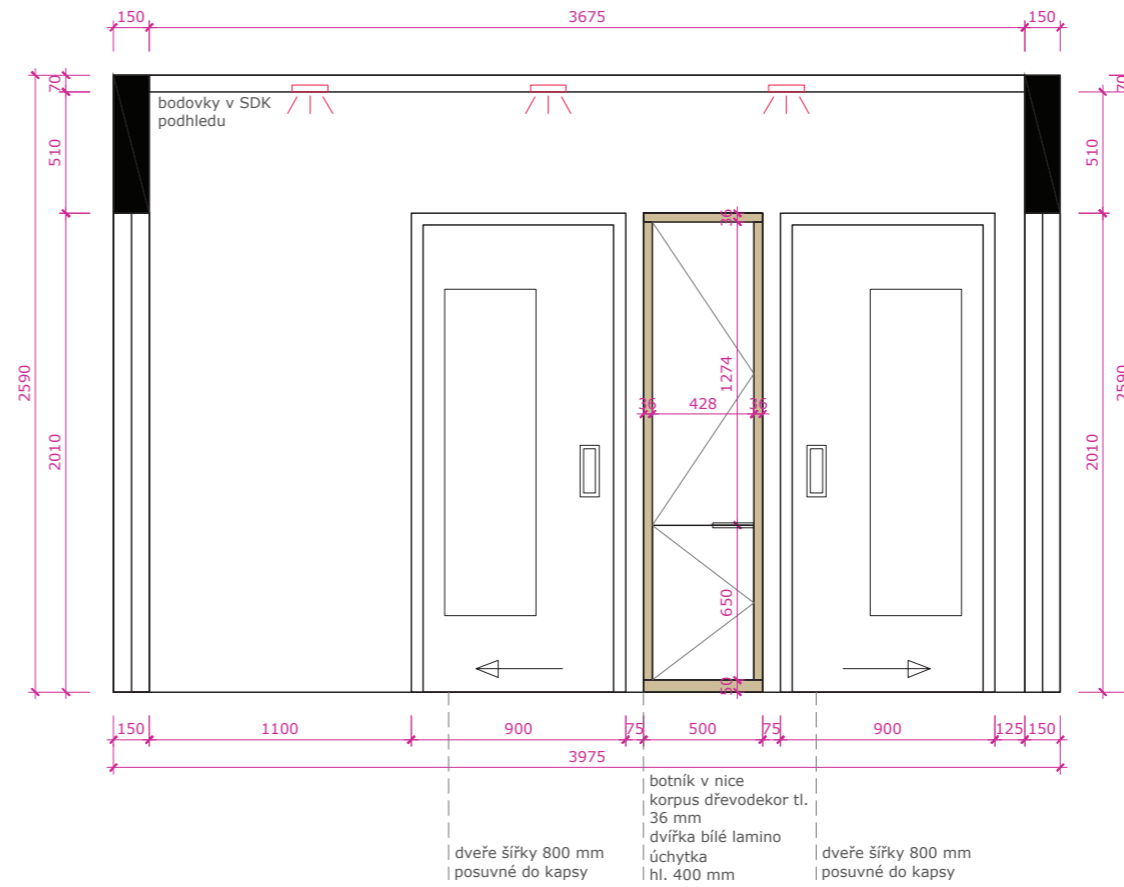 150
3675
150
70
70
bodovky v SDK
podhledu
510
510
36
2590
2590
1274
36
428
36
2010
2010
650
50
150
1100
900
75
500
75
900
125
150
3975
botník v nice
korpus dřevodekor tl.
36 mm
dvířka bílé lamino
úchytka
hl. 400 mm
dveře šířky 800 mm
posuvné do kapsy
dveře šířky 800 mm
posuvné do kapsy